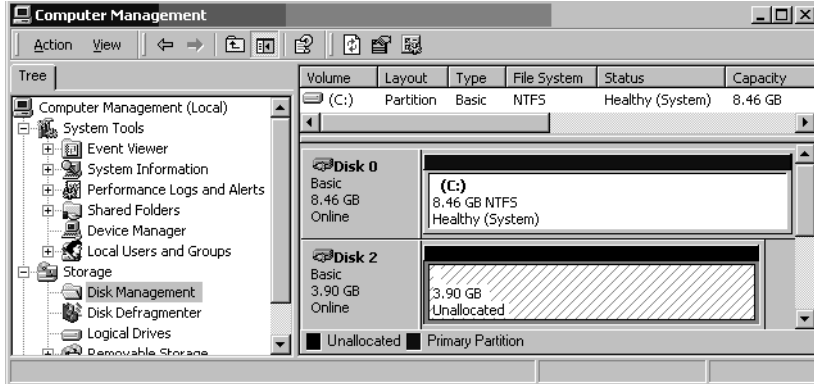 Computer Management
Action View
Tree
Computer Management (Local)
System Tools
Event Viewer
System Information
Performance Logs and Alerts
Shared Folders
Device Manager
Local Users and Groups
Storage
Disk Management
Disk Defragmenter
Logical Drives
Removable Storage
Volume Layout Type File System Status Capacity
(C:) Partition Basic NTFS Healthy (System) 8.46 GB
Disk 0
Basic
8.46 GB
Online
(C:)
8.46 GB NTFS
Healthy (System)
Disk 2
Basic
3.90 GB
Online
3.90 GB
Unallocated
Unallocated Primary Partition